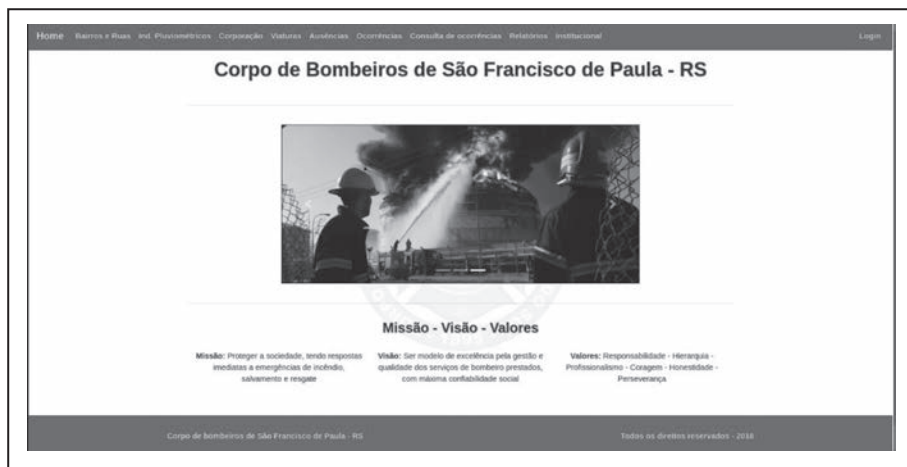 Home Bairros e Ruas Ind. Pluviométricos Corporação Viaturas Ausências Ocorrências Consulta de ocorrências Relatórios Institucional Login
Corpo de Bombeiros de São Francisco de Paula - RS
Missão - Visão - Valores
Missão: Proteger a sociedade, tendo respostas
imediatas a emergências de incêndio,
salvamento e resgate
Visão: Ser modelo de excelência pela gestão e
qualidade dos serviços de bombeiro prestados,
com máxima confiabilidade social
Valores: Responsabilidade - Hierarquia -
Profissionalismo - Coragem - Honestidade -
Perseverança
Corpo de bombeiros de São Francisco de Paula - RS
Todos os direitos reservados - 2018